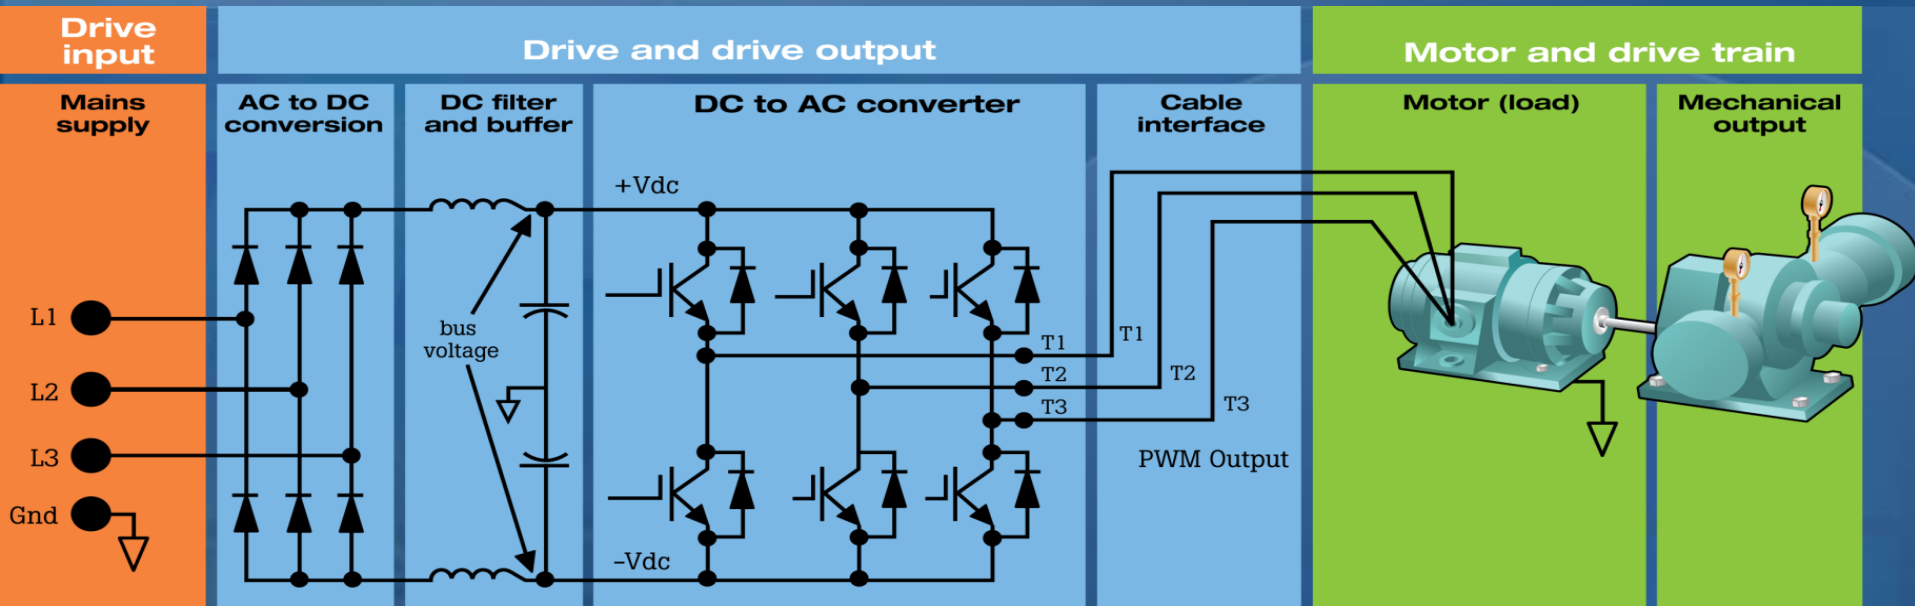 Drive
input
Drive and drive output
Motor and drive train
Mains
supply
AC to DC
conversion
DC filter
and buffer
DC to AC converter
Cable
interface
Motor (load)
Mechanical
output
+Vdc
L1
bus
voltage
T1
T1
L2
T2
T2
T3
T3
L3
PWM Output
Gnd
–Vdc